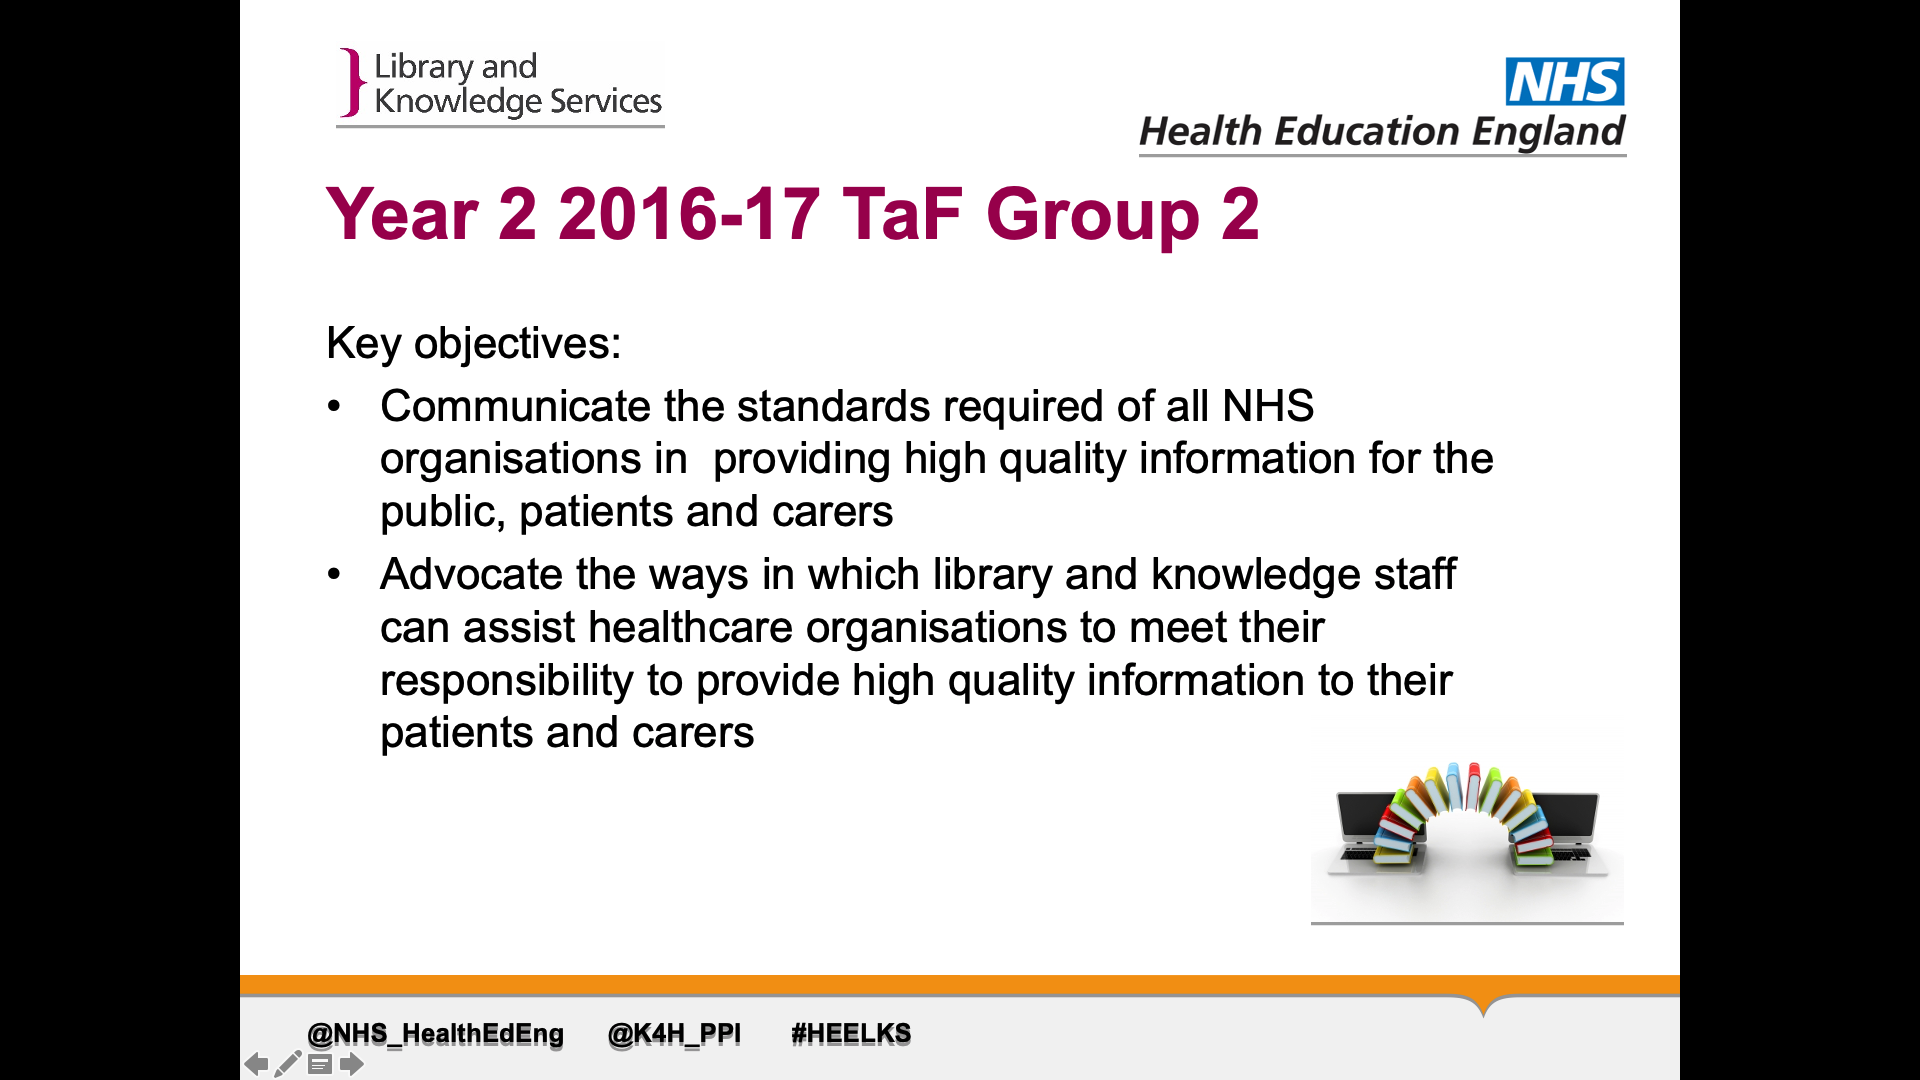 Library and
Knowledge Services
NHS
Health Education England
Year 2 2016-17 TaF Group 2
Key objectives:
• Communicate the standards required of all NHS
organisations in  providing high quality information for the
public, patients and carers
• Advocate the ways in which library and knowledge staff
can assist healthcare organisations to meet their
responsibility to provide high quality information to their
patients and carers
@NHS_HealthEdEng @K4H_PPI #HEELKS